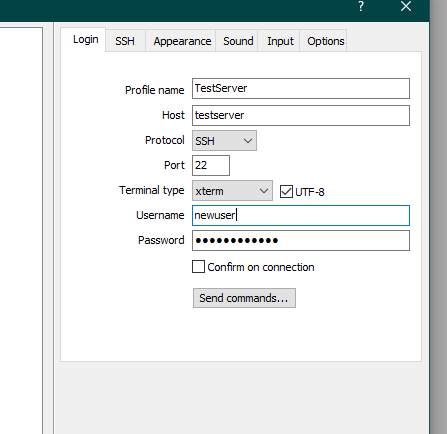 ?
Login SSH Appearance Sound Input Options
Profile name TestServer
Host testserver
Protocol SSH
Port 22
Terminal type xterm UTF-8
Username newuser
Password ••••••••••••
Confirm on connection
Send commands...